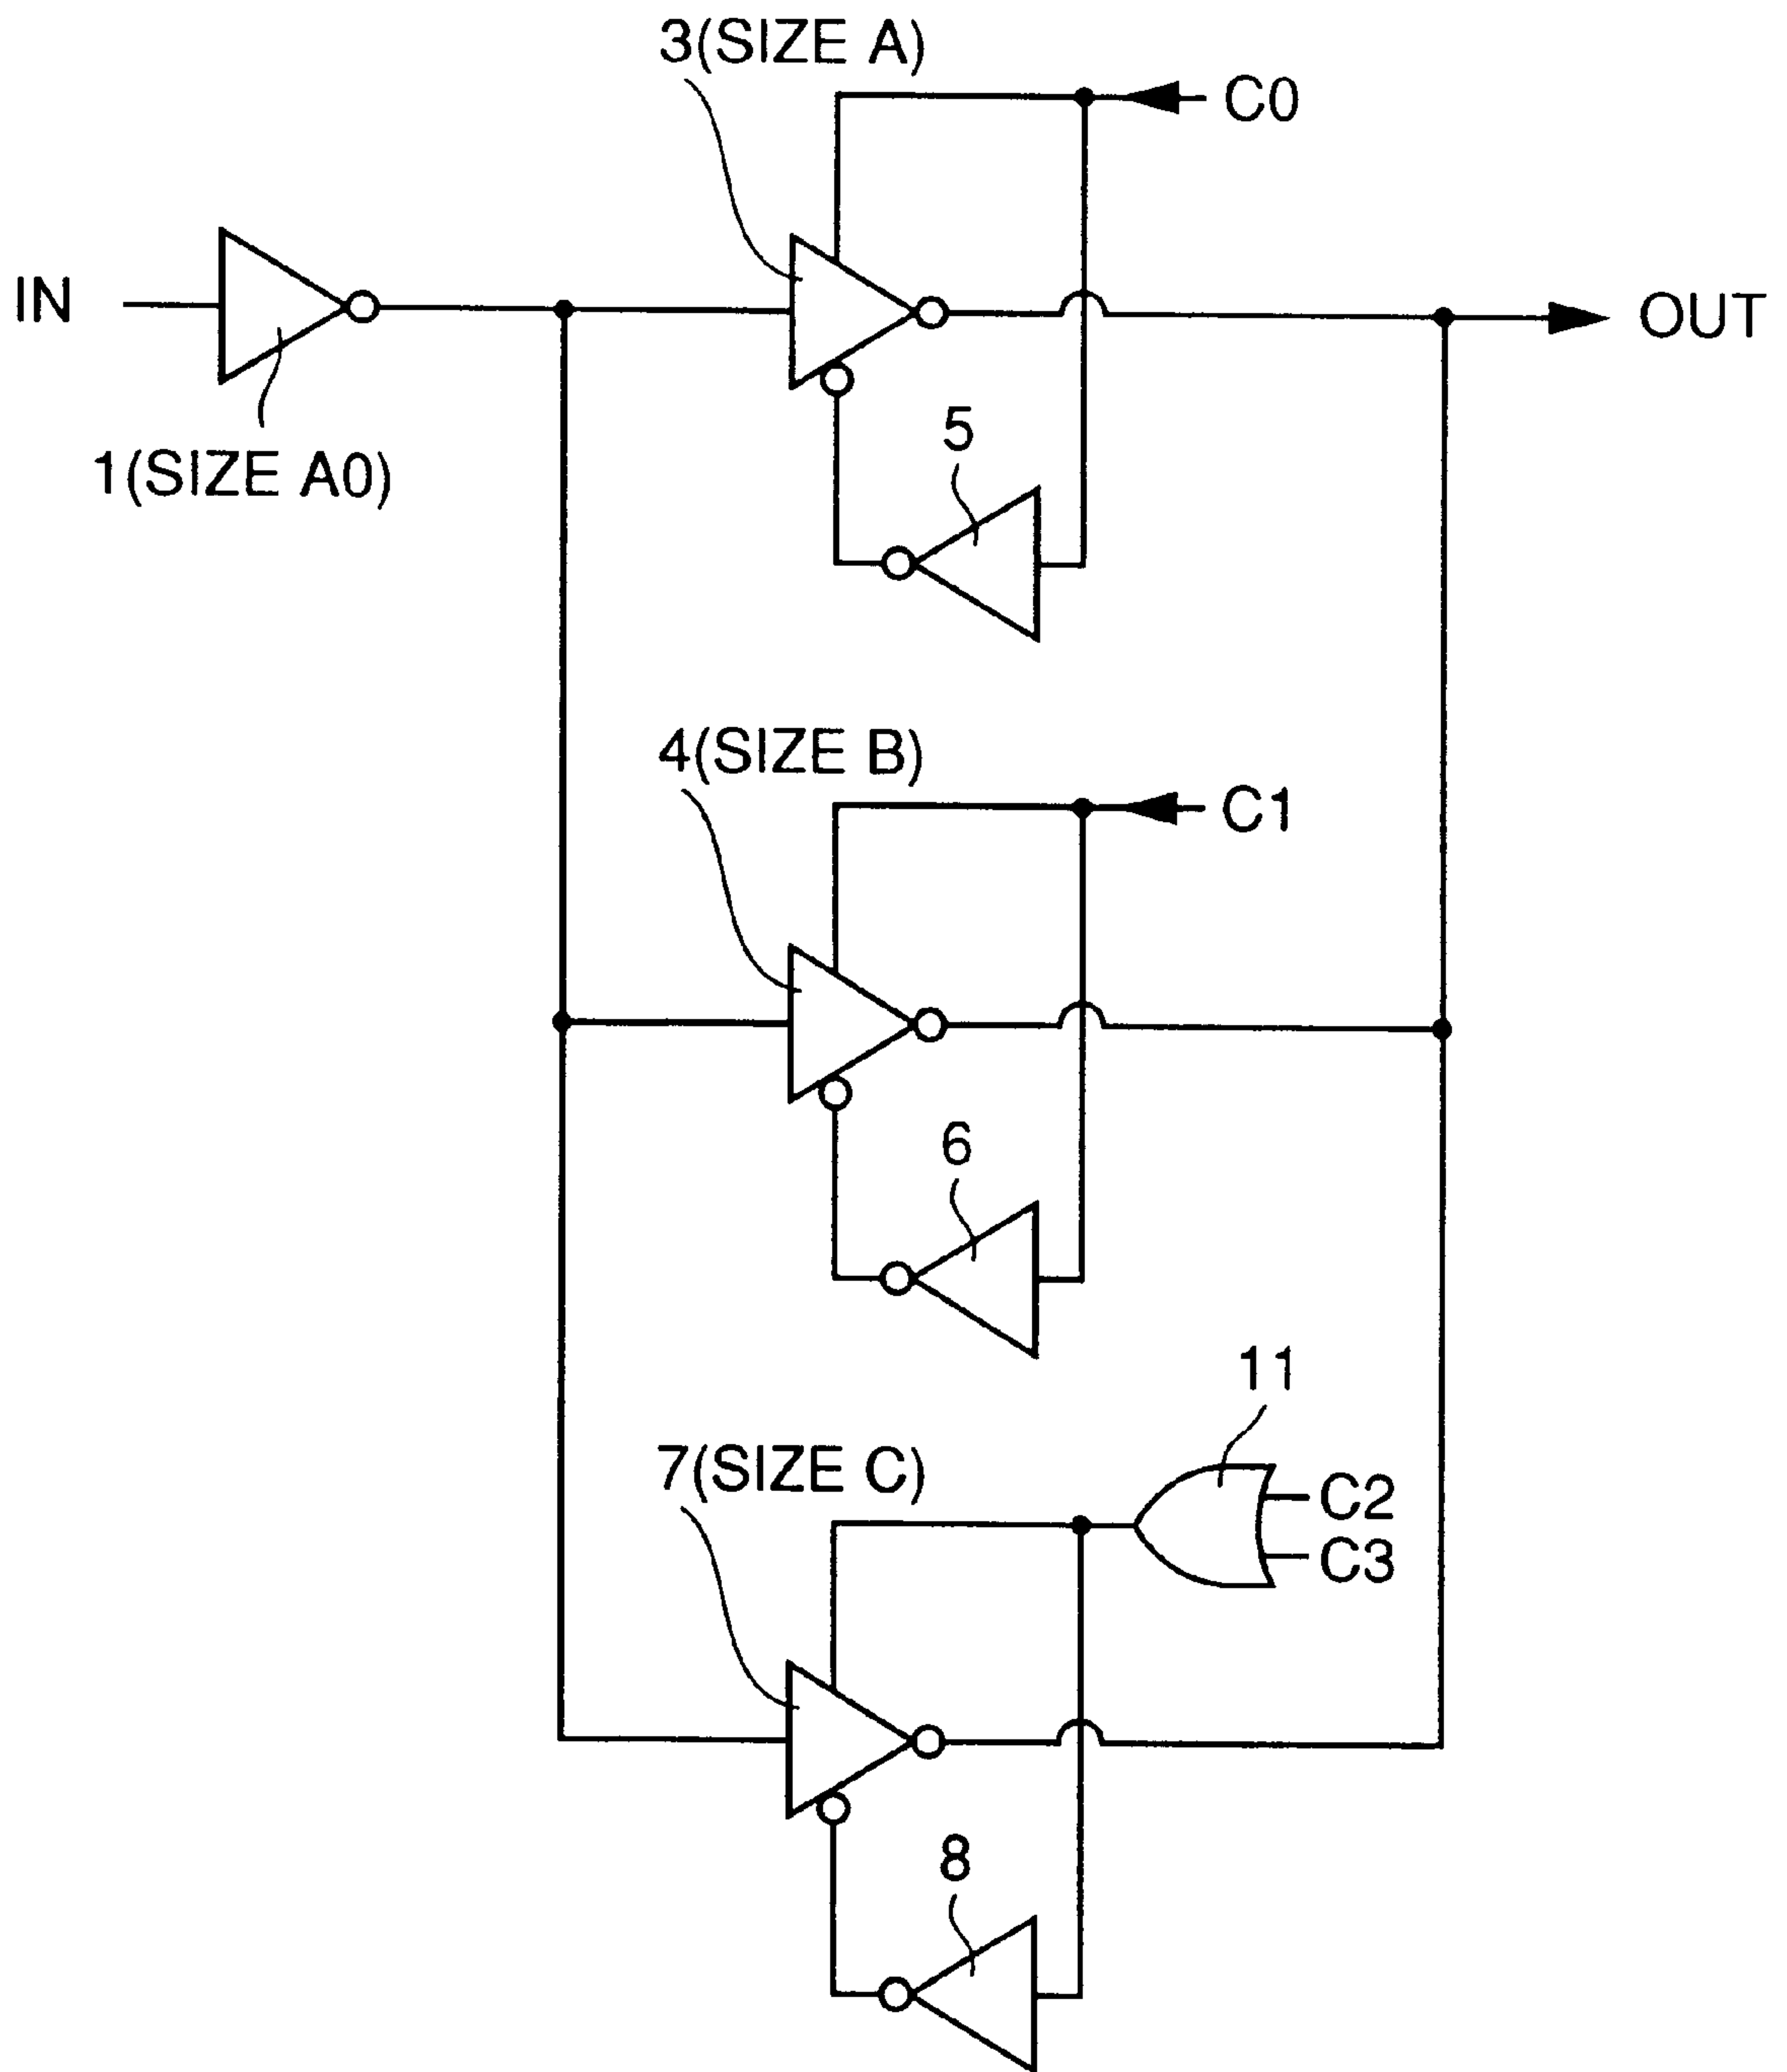 3(SIZE A)
C0
IN
OUT
1(SIZE A0)
5
4(SIZE B)
C1
6
11
7(SIZE C)
C2
C3
8